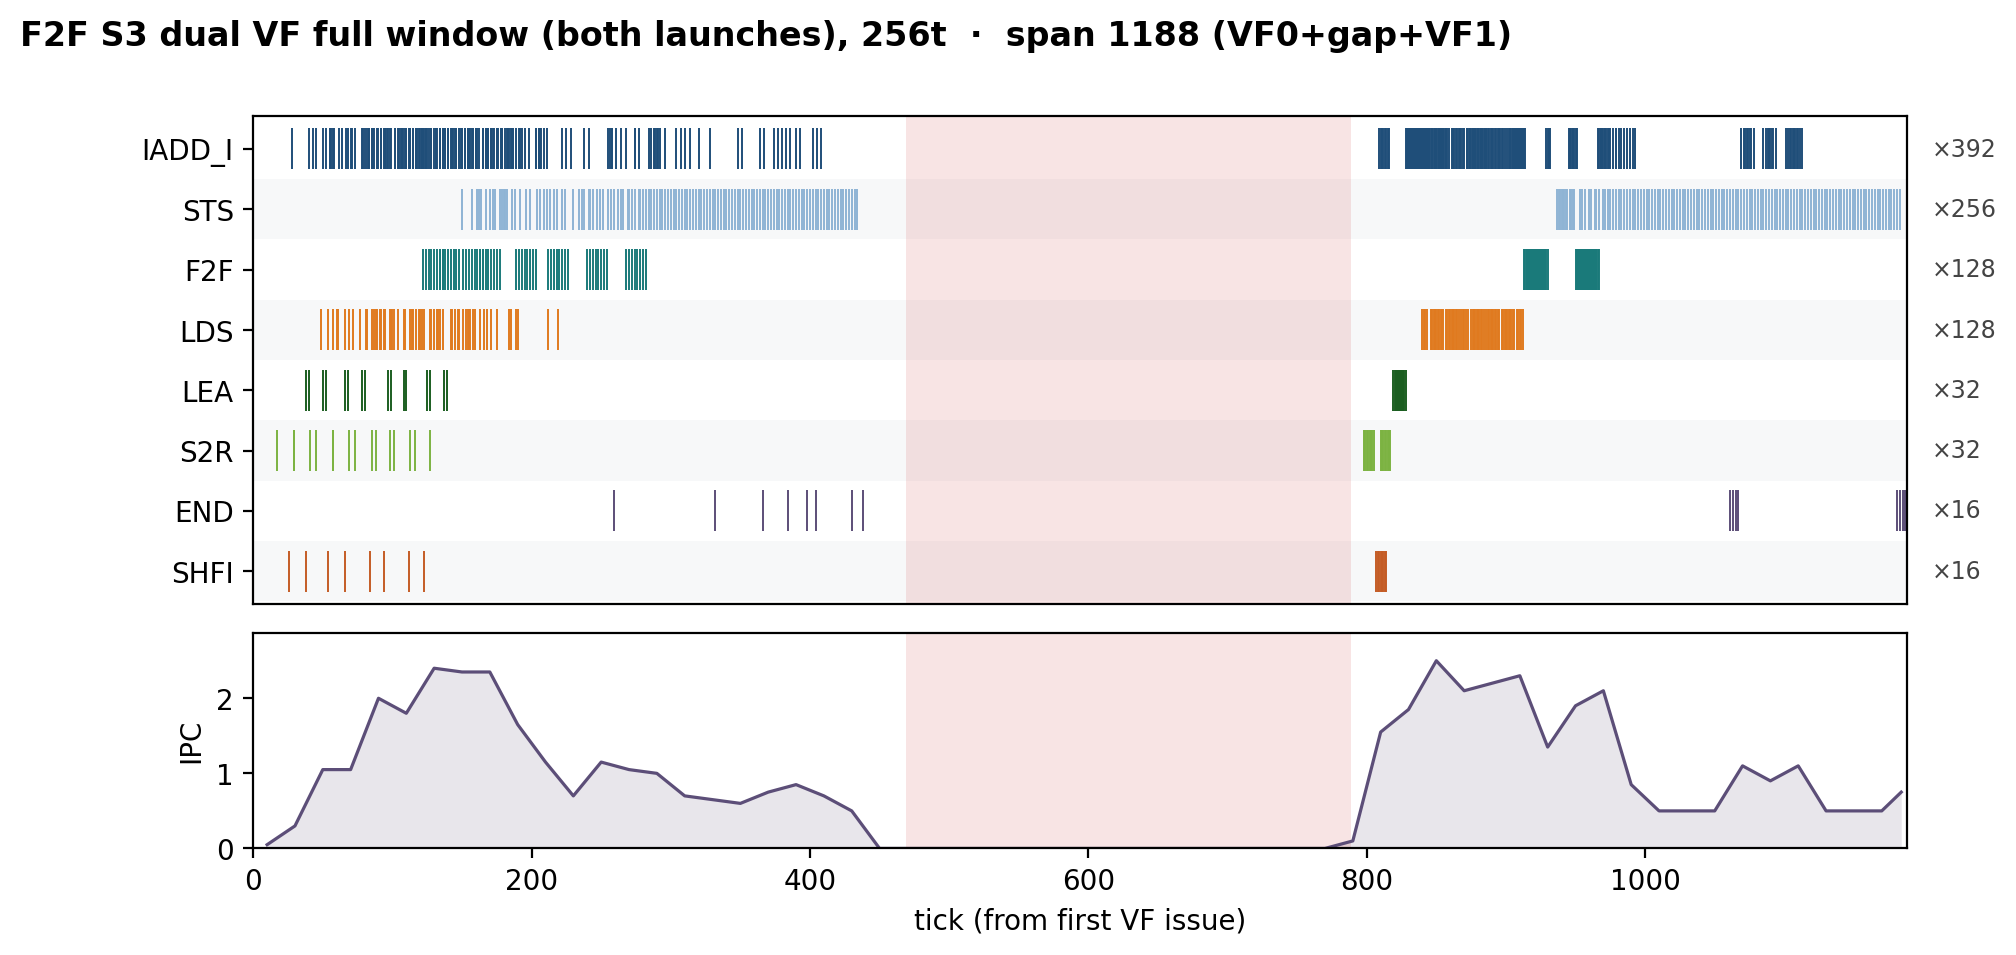 F2F S3 dual VF full window (both launches), 256t · span 1188 (VF0+gap+VF1)
IADD_I ×392
STS ×256
F2F ×128
LDS ×128
LEA ×32
S2R ×32
END ×16
SHFI ×16
IPC
2
1
0
0 200 400 600 800 1000
tick (from first VF issue)